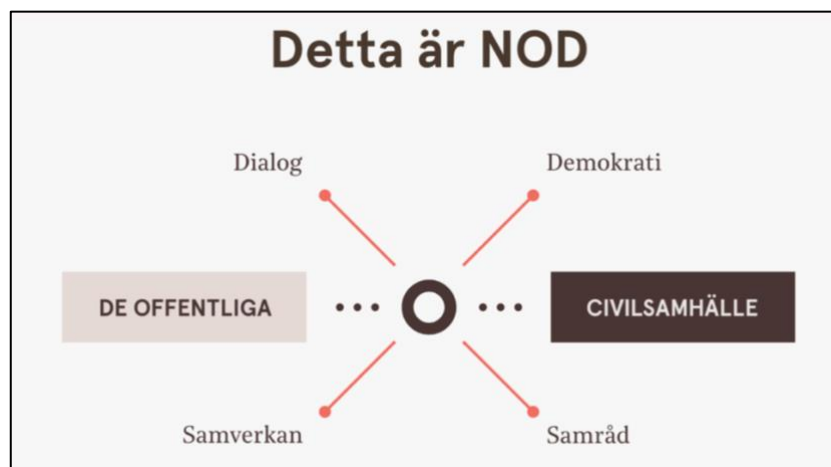 Detta är NOD
Dialog
Demokrati
DE OFFENTLIGA
CIVILSAMHÄLLE
Samverkan
Samråd